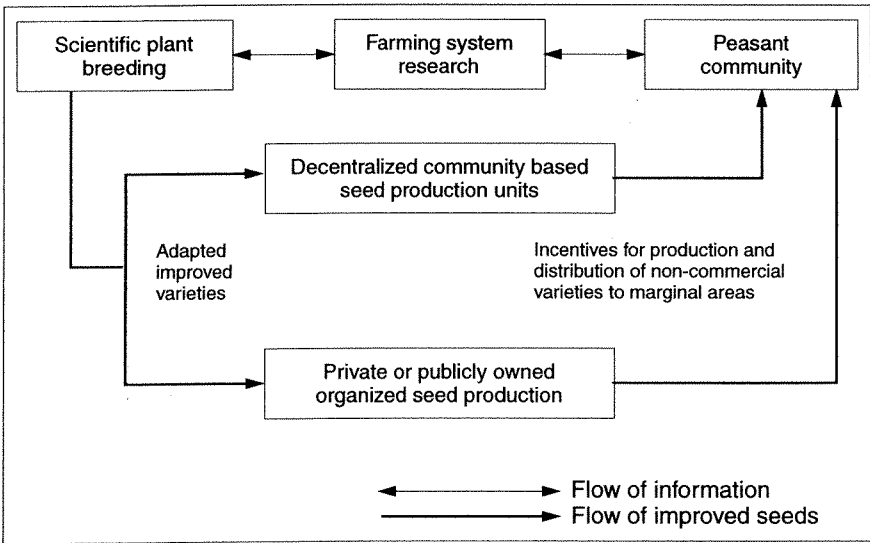 Scientific plant
breeding
Farming system
research
Peasant
community
Decentralized community based
seed production units
Adapted
improved
varieties
Incentives for production and
distribution of non-commercial
varieties to marginal areas
Private or publicly owned
organized seed production
Flow of information
Flow of improved seeds